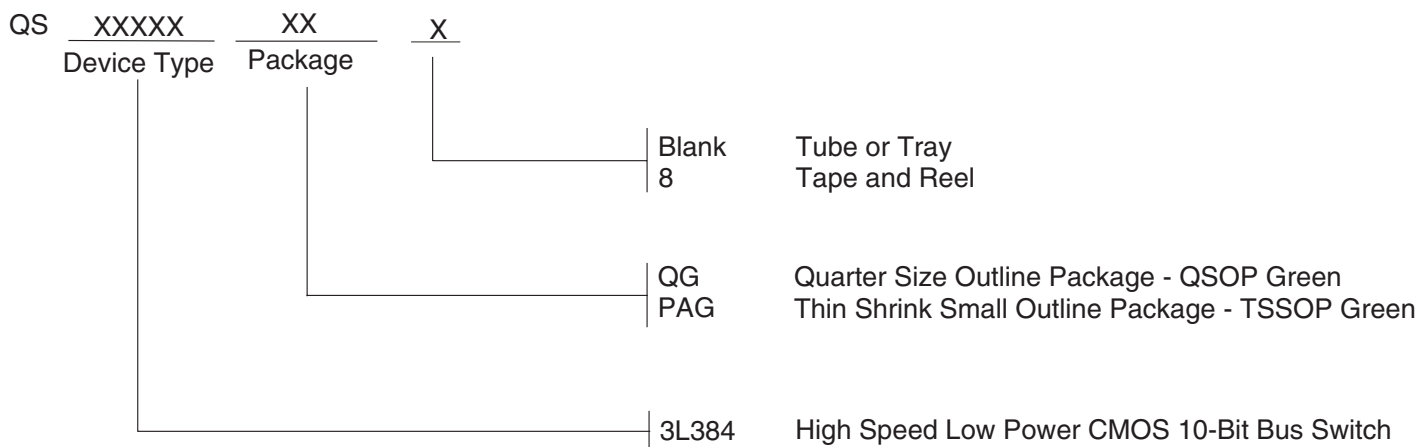 QS XXXXX XX X
Device Type Package
Blank Tube or Tray
8 Tape and Reel
QG Quarter Size Outline Package - QSOP Green
PAG Thin Shrink Small Outline Package - TSSOP Green
3L384 High Speed Low Power CMOS 10-Bit Bus Switch